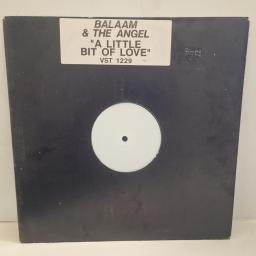 BALAAM
& THE ANGEL
"A LITTLE
BIT OF LOVE"
VST 1229